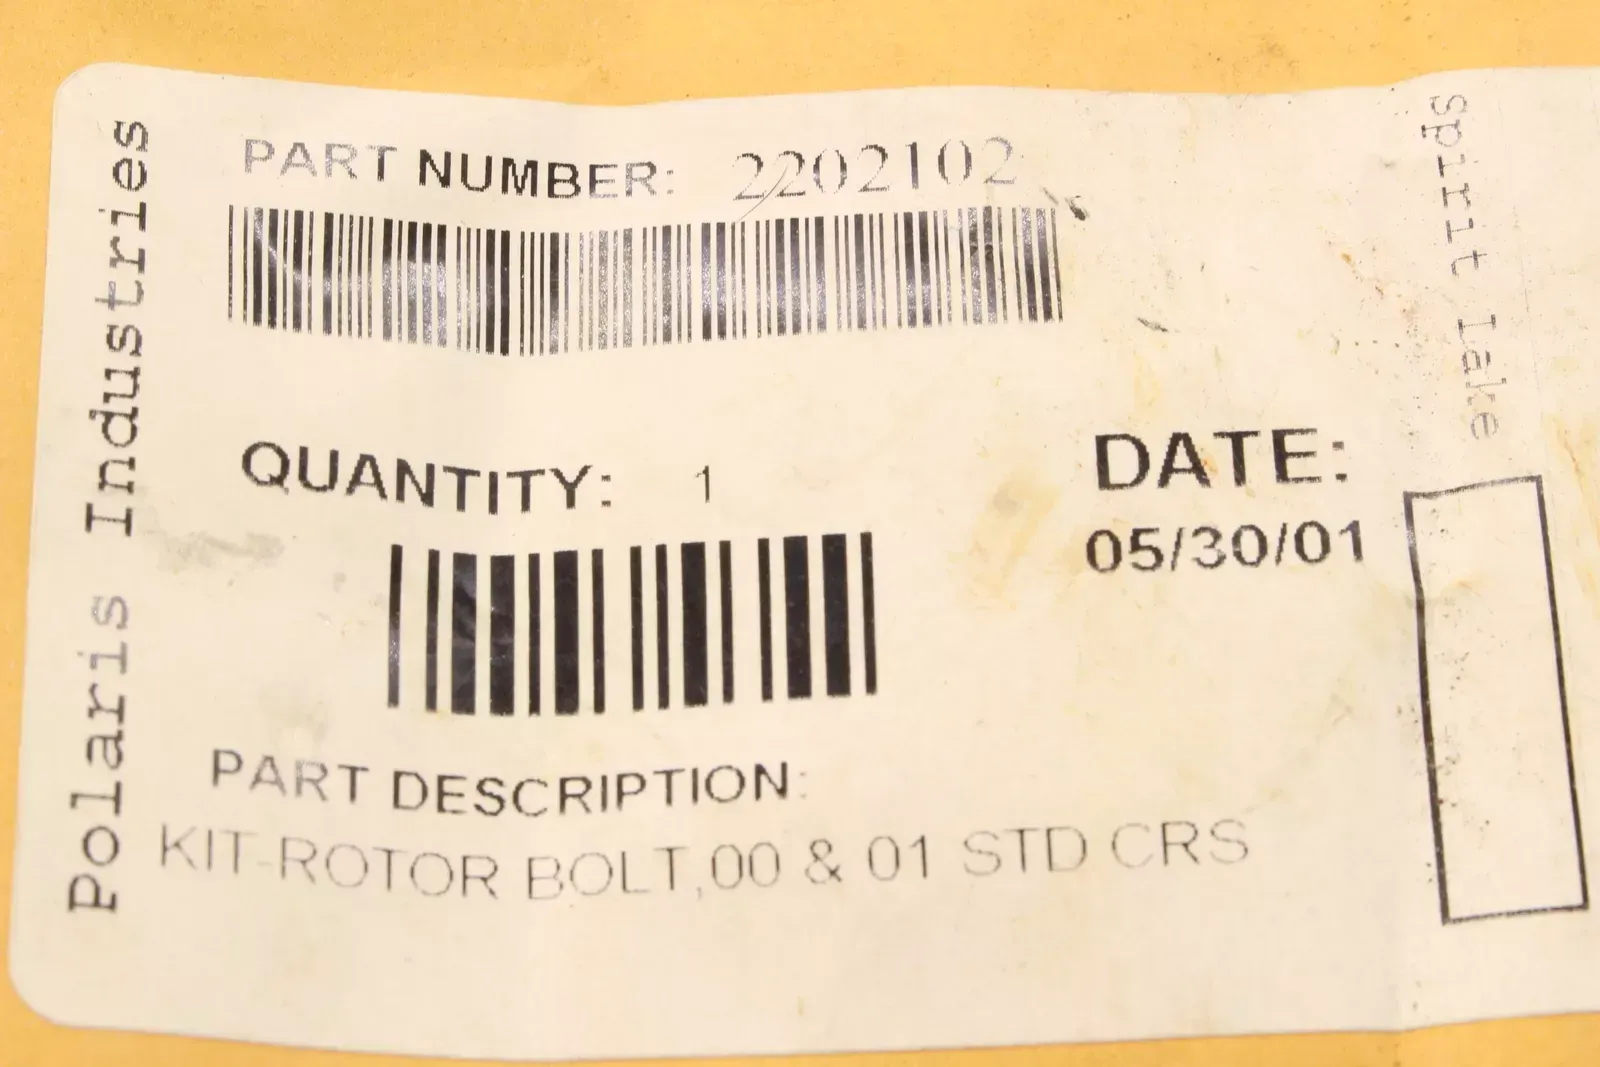 Polaris Industries
PART NUMBER: 2202102
QUANTITY: 1
DATE:
05/30/01
PART DESCRIPTION:
KIT-ROTOR BOLT,00 & 01 STD CRS
Spirit Lake